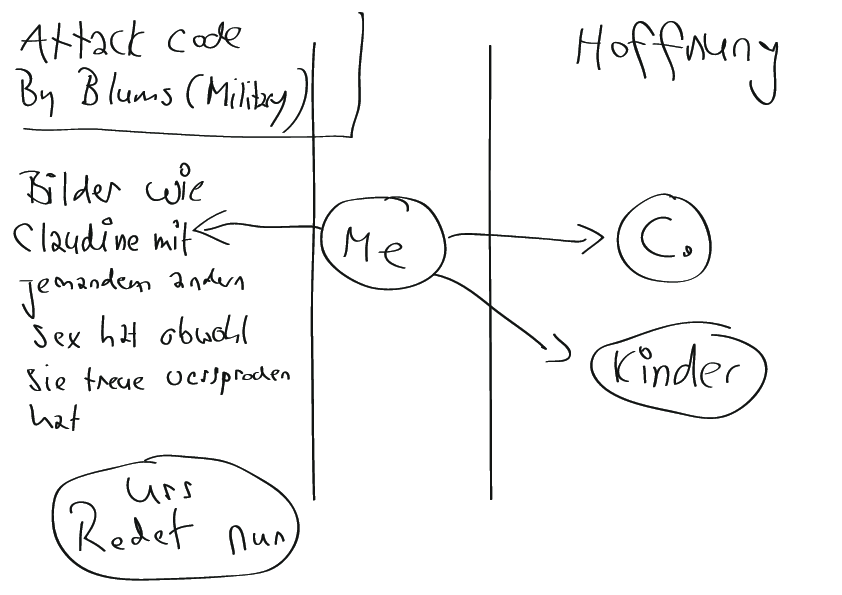 Attack code
By Blums (Military)
Hoffnung
Bilder wie
Claudine mit
jemandem andern
sex hat obwohl
sie treue versprochen
hat
Me
C.
Kinder
Urs
Redet nun